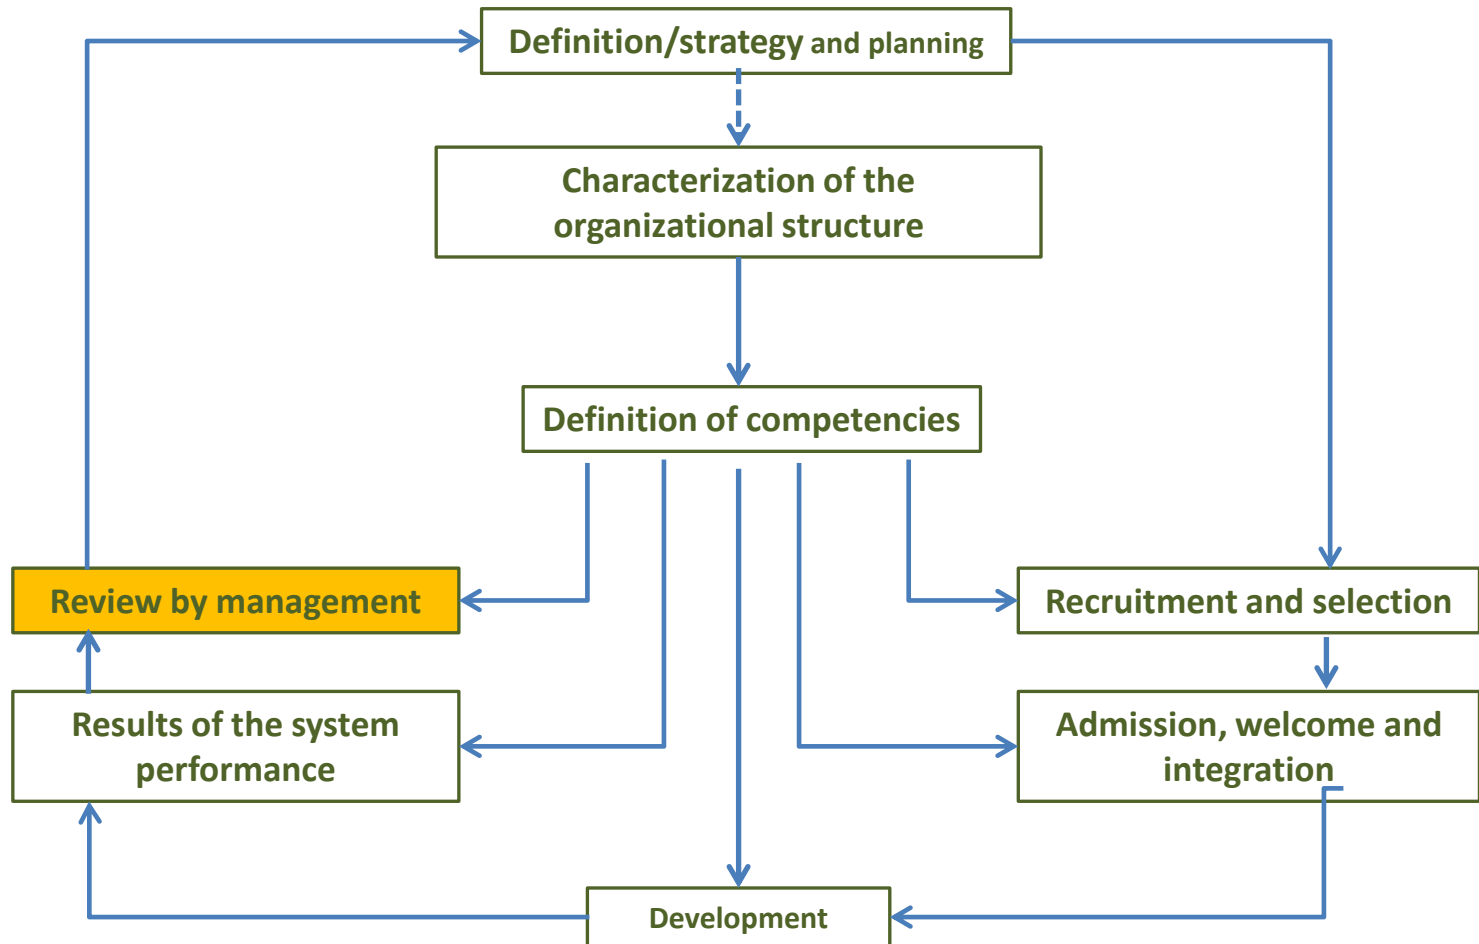 Definition/strategy and planning
Characterization of the
organizational structure
Definition of competencies
Review by management
Recruitment and selection
Results of the system
performance
Admission, welcome and
integration
Development